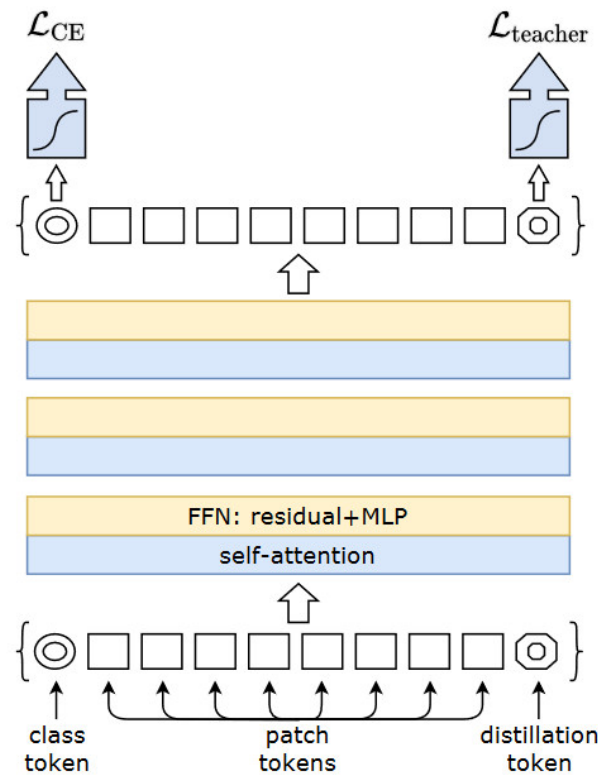 ℒCE
ℒteacher
FFN: residual+MLP
self-attention
class
token
patch
tokens
distillation
token